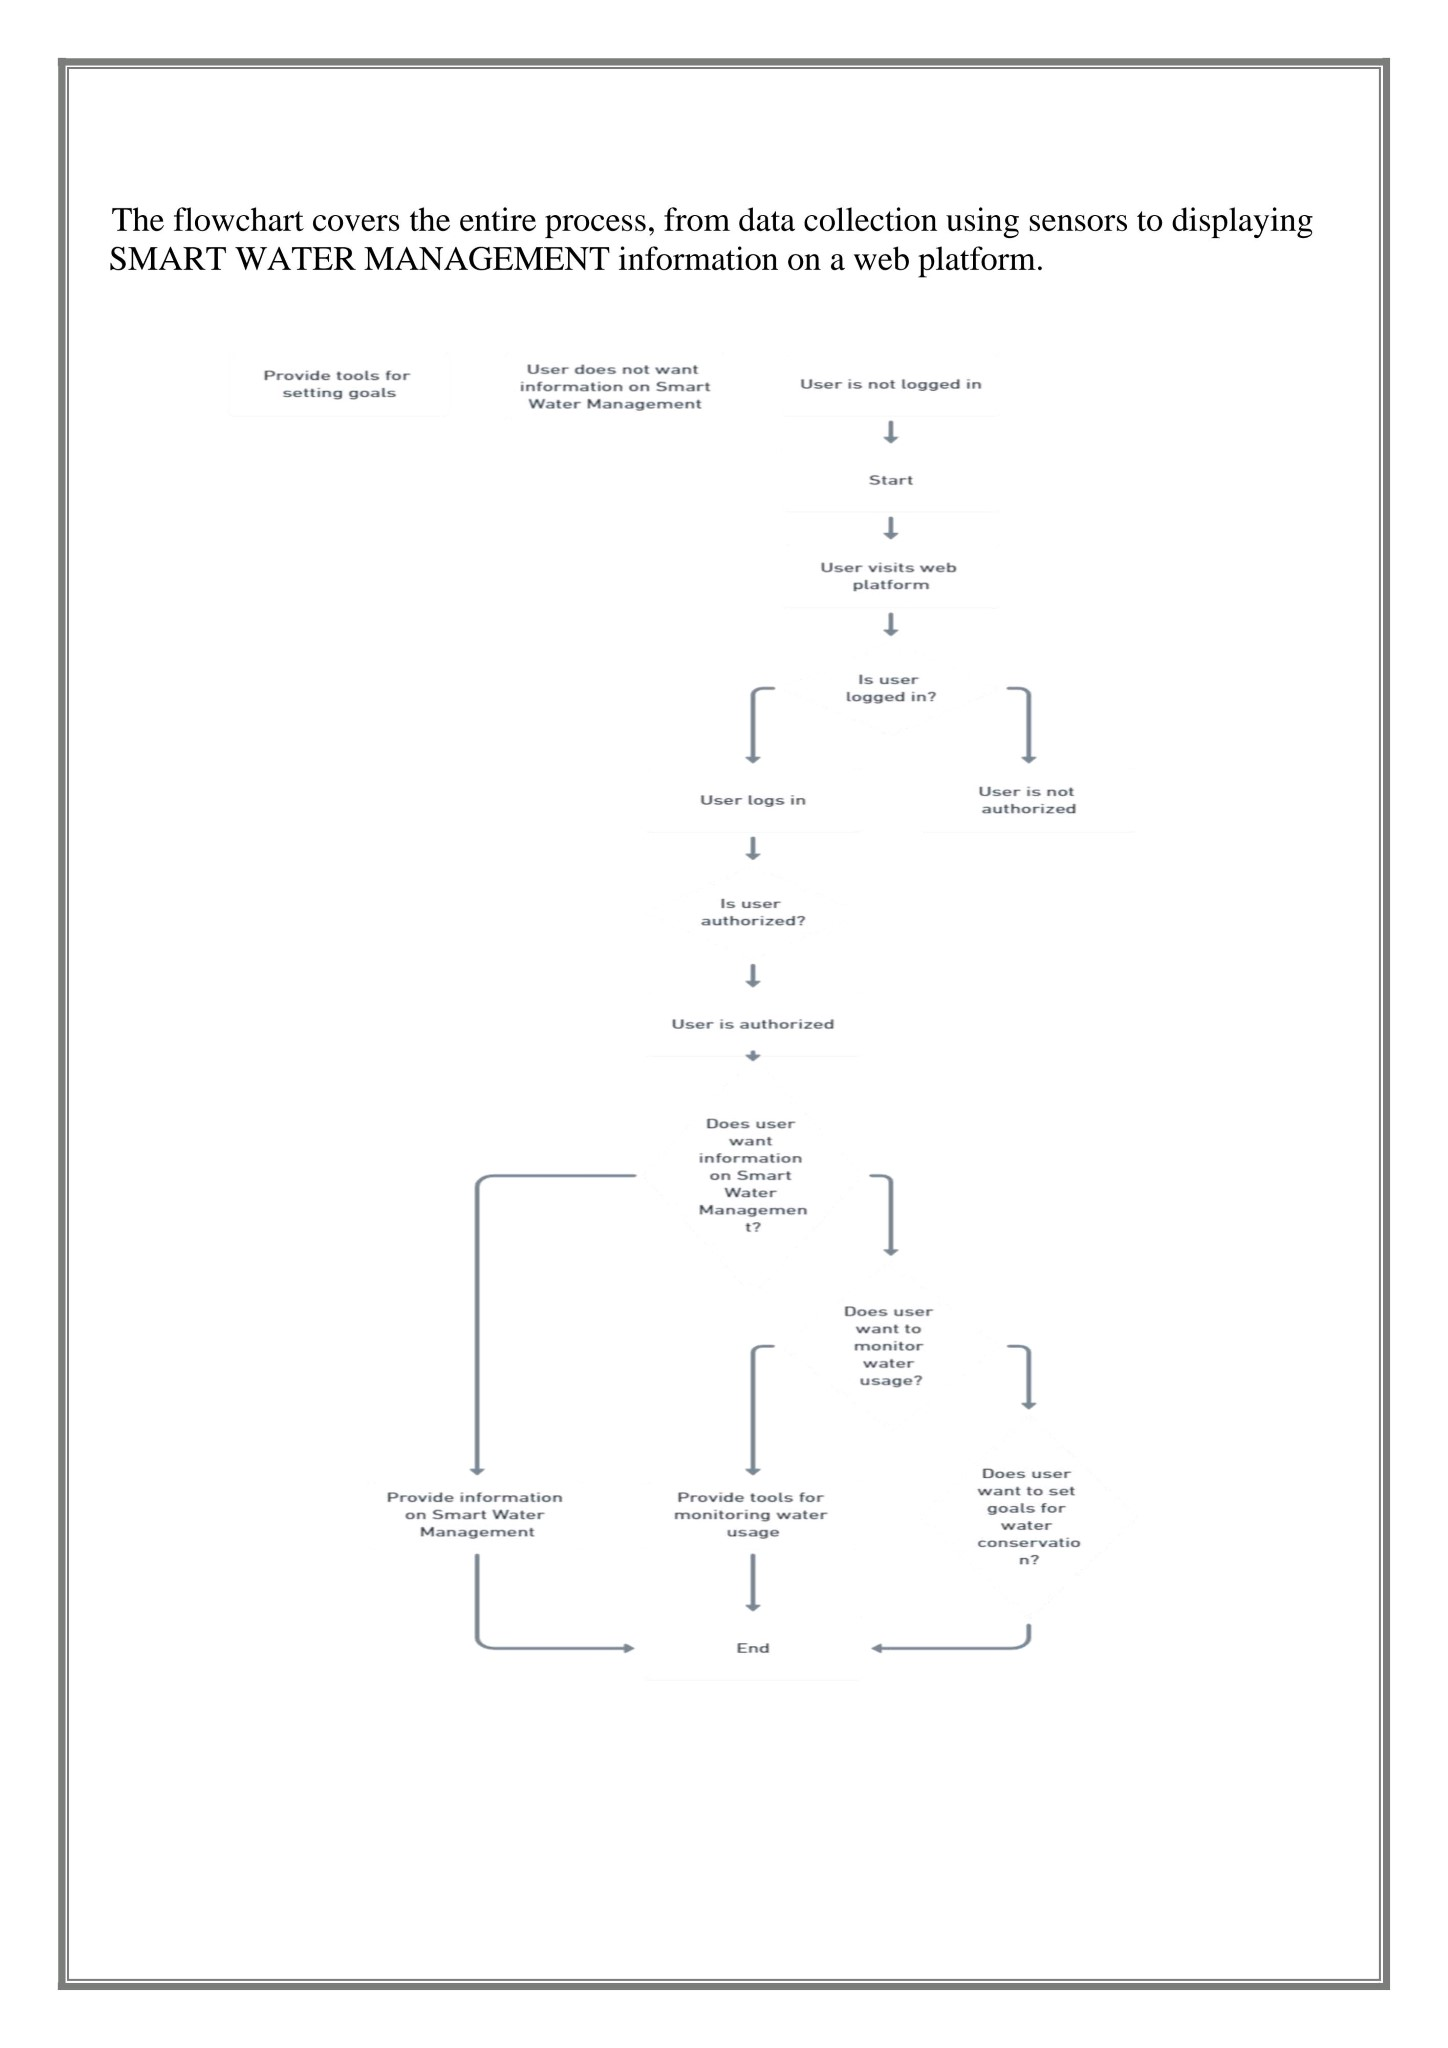 The flowchart covers the entire process, from data collection using sensors to displaying
SMART WATER MANAGEMENT information on a web platform.
Provide tools for
setting goals
User does not want
information on Smart
Water Management
User is not logged in
Start
User visits web
platform
Is user
logged in?
User logs in
User is not
authorized
Is user
authorized?
User is authorized
Does user
want
information
on Smart
Water
Managemen
t?
Does user
want to
monitor
water
usage?
Provide information
on Smart Water
Management
Provide tools for
monitoring water
usage
Does user
want to set
goals for
water
conservatio
n?
End